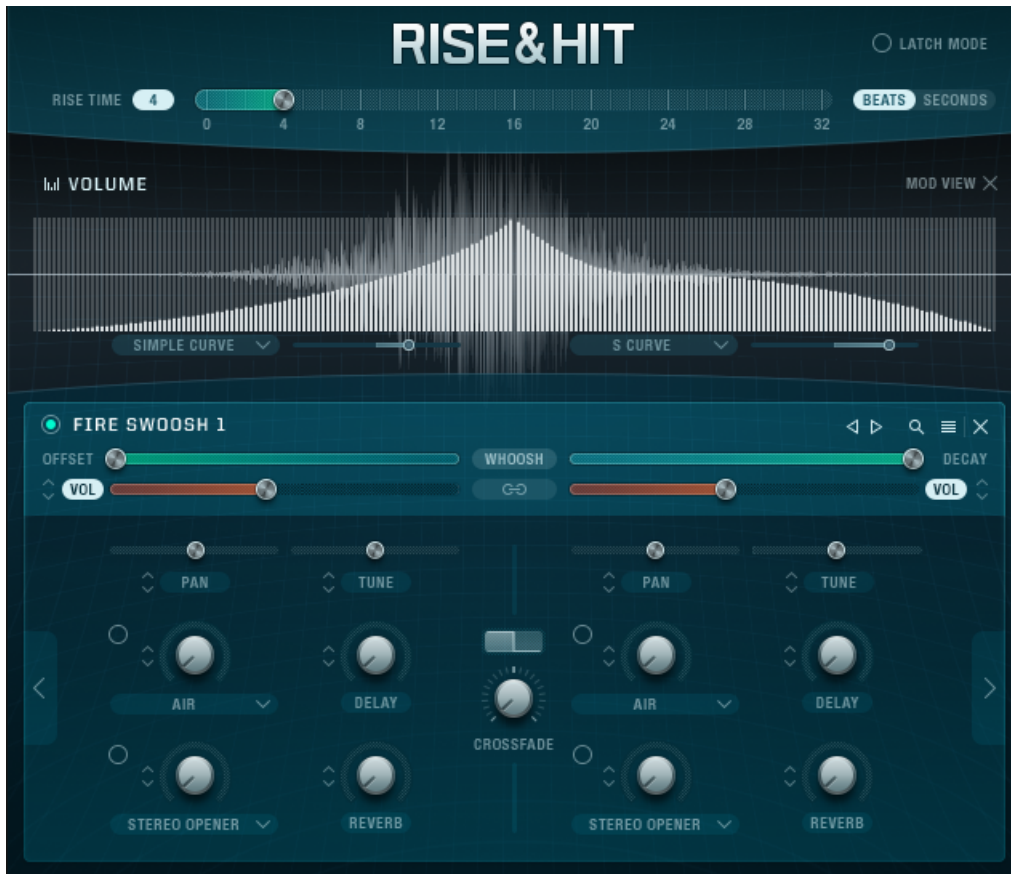 RISE&HIT
LATCH MODE
RISE TIME 4
BEATS SECONDS
0 4 8 12 16 20 24 28 32
VOLUME
MOD VIEW
SIMPLE CURVE
S CURVE
FIRE SWOOSH 1
OFFSET WHOOSH DECAY
VOL VOL
PAN TUNE PAN TUNE
AIR DELAY AIR DELAY
CROSSFADE
STEREO OPENER REVERB STEREO OPENER REVERB